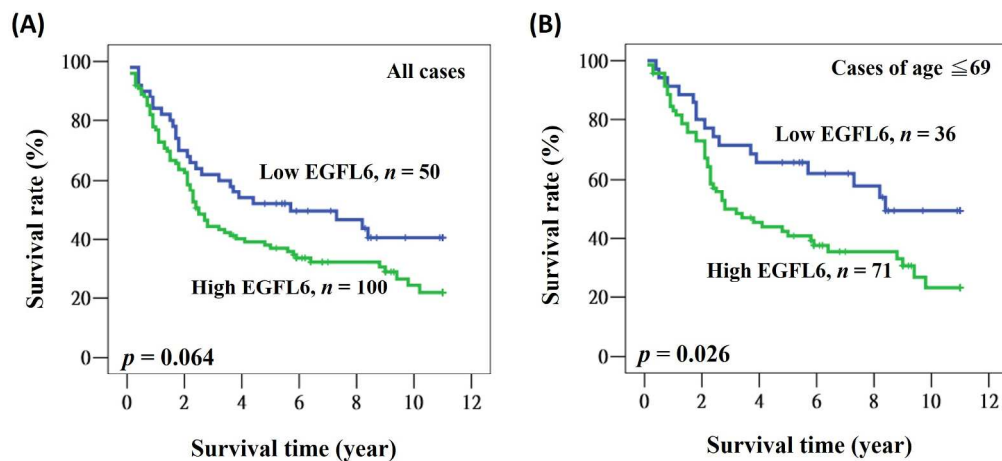 (A)
All cases
Low EGFL6, n = 50
High EGFL6, n = 100
p = 0.064
100
80
60
40
20
0
0 2 4 6 8 10 12
Survival rate (%)
Survival time (year)
(B)
Cases of age ≦69
Low EGFL6, n = 36
High EGFL6, n = 71
p = 0.026
100
80
60
40
20
0
0 2 4 6 8 10 12
Survival rate (%)
Survival time (year)